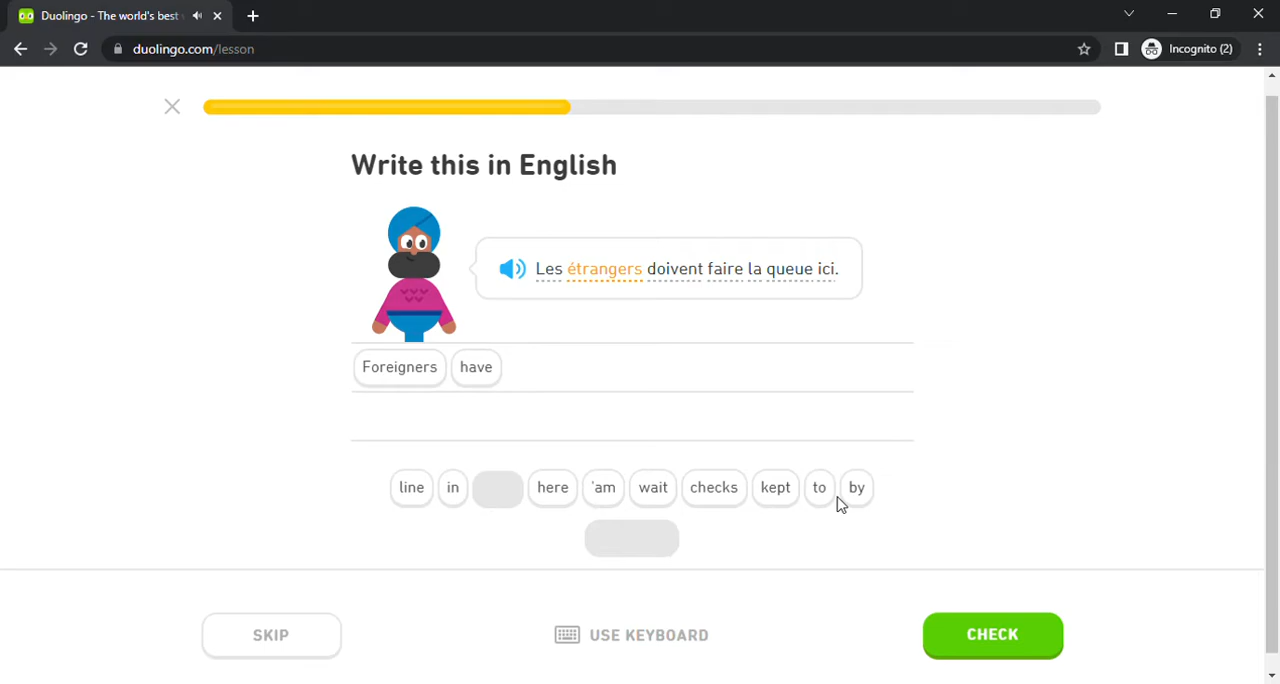 Duolingo - The world's best
duolingo.com/lesson
Incognito (2)
Write this in English
Les étrangers doivent faire la queue ici.
Foreigners have
line in here 'am wait checks kept to by
SKIP
USE KEYBOARD
CHECK